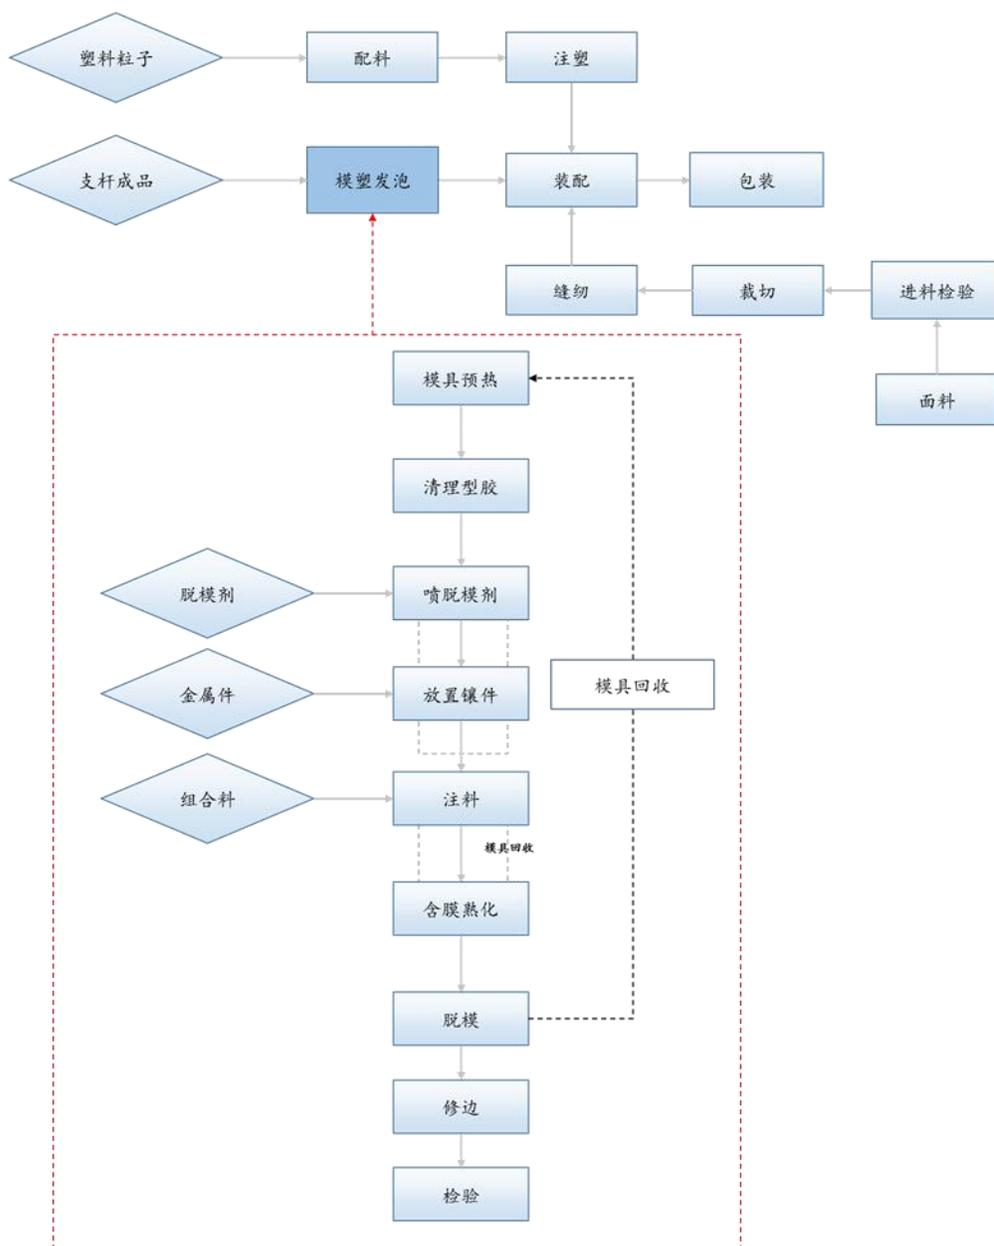 塑料粒子
配料
注塑
支杆成品
模塑发泡
装配
包装
缝纫
裁切
进料检验
面料
模具预热
清理型胶
脱模剂
喷脱模剂
金属件
放置镶件
模具回收
组合料
注料
模具回收
含膜熟化
脱模
修边
检验